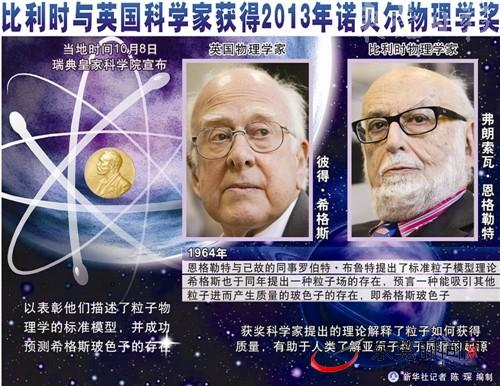 比利时与英国科学家获得2013年诺贝尔物理学奖
当地时间10月8日
瑞典皇家科学院宣布
英国物理学家
彼得·希格斯
比利时物理学家
弗朗索瓦·恩格勒特
1964年
恩格勒特与已故的同事罗伯特·布鲁特提出了标准粒子模型理论
希格斯也于同年提出一种粒子场的存在，预言一种能吸引其他
粒子进而产生质量的玻色子的存在，即希格斯玻色子
以表彰他们描述了粒子物
理学的标准模型，并成功
预测希格斯玻色子的存在
获奖科学家提出的理论解释了粒子如何获得
质量，有助于人类了解亚原子粒子质量的起源
新华社记者 陈 琛 编制